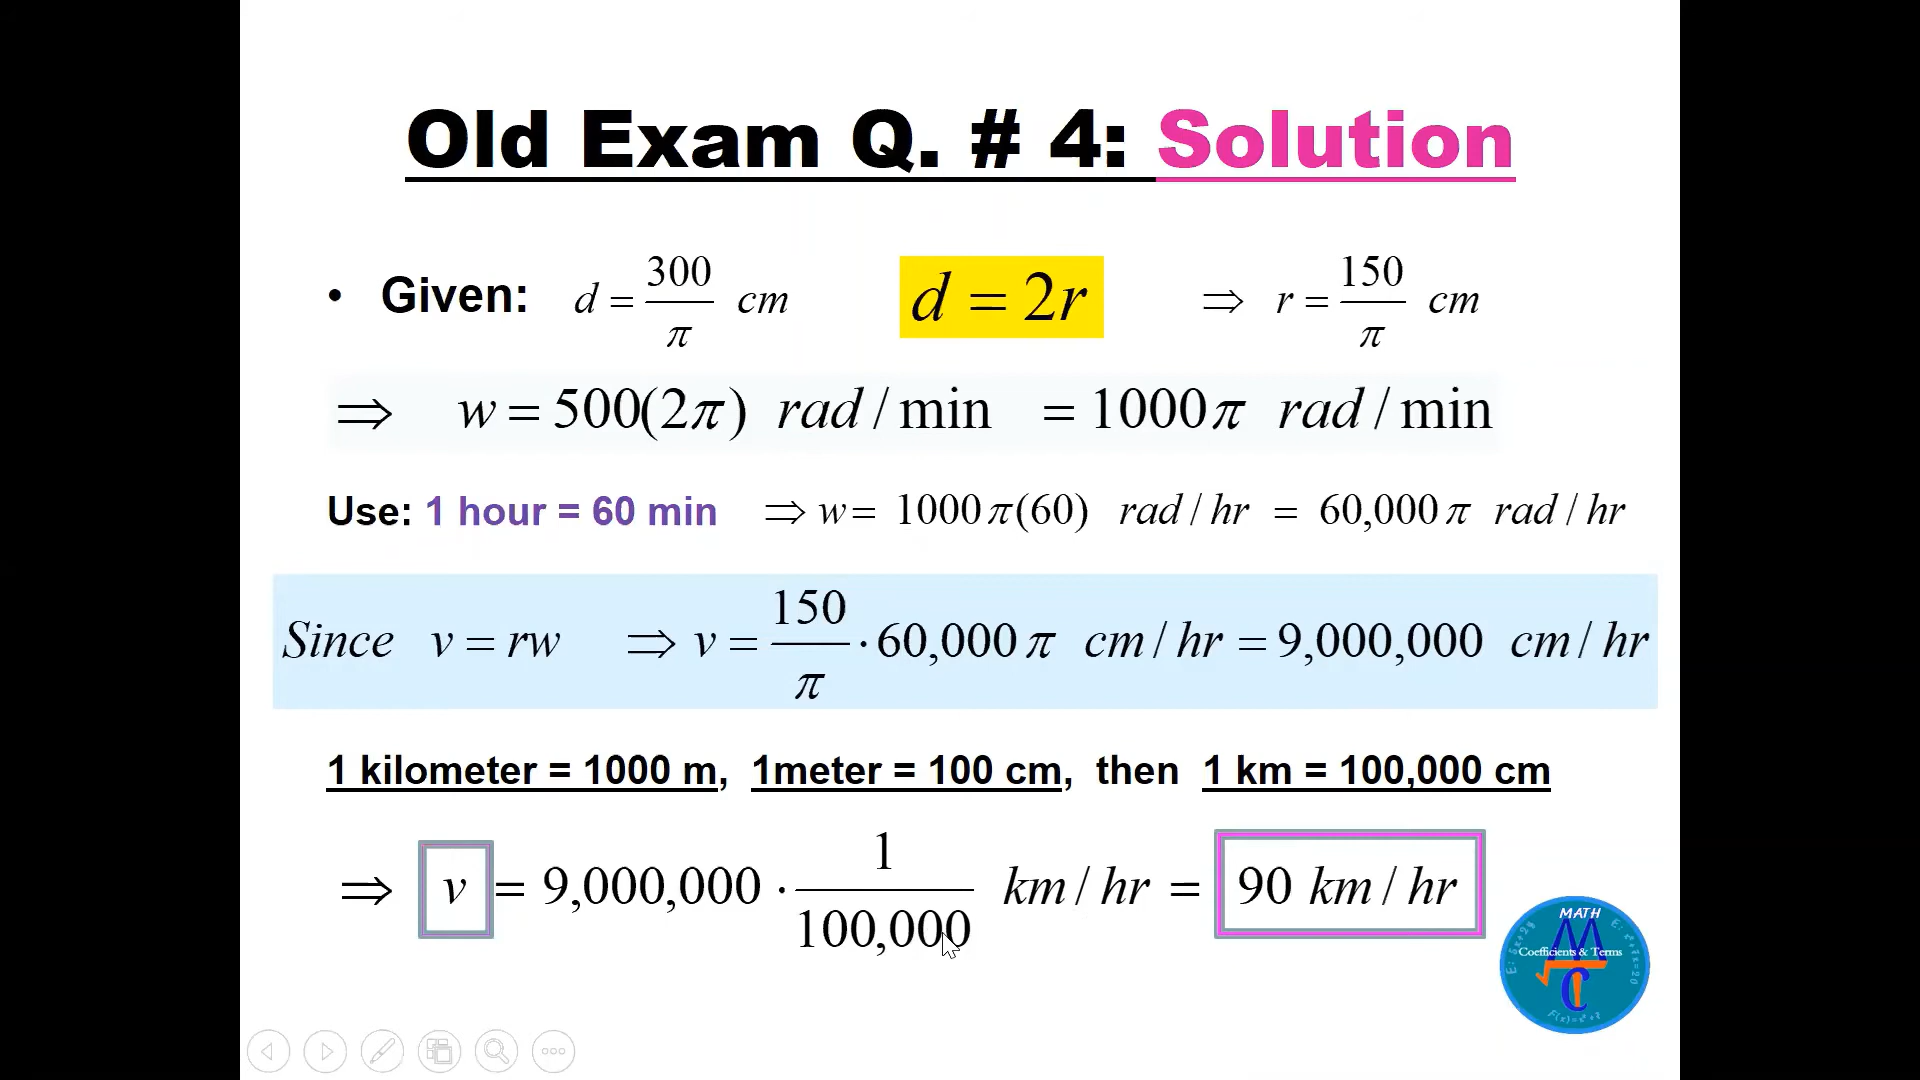 Old Exam Q. # 4: Solution
• Given: d = 300/π cm d = 2r ⇒ r = 150/π cm
⇒ w = 500(2π) rad / min = 1000π rad / min
Use: 1 hour = 60 min ⇒ w = 1000π(60) rad / hr = 60,000π rad / hr
Since v = rw ⇒ v = 150/π · 60,000π cm / hr = 9,000,000 cm / hr
1 kilometer = 1000 m, 1meter = 100 cm, then 1 km = 100,000 cm
⇒ v = 9,000,000 · 1/100,000 km / hr = 90 km / hr
MATH
Coefficients & Terms